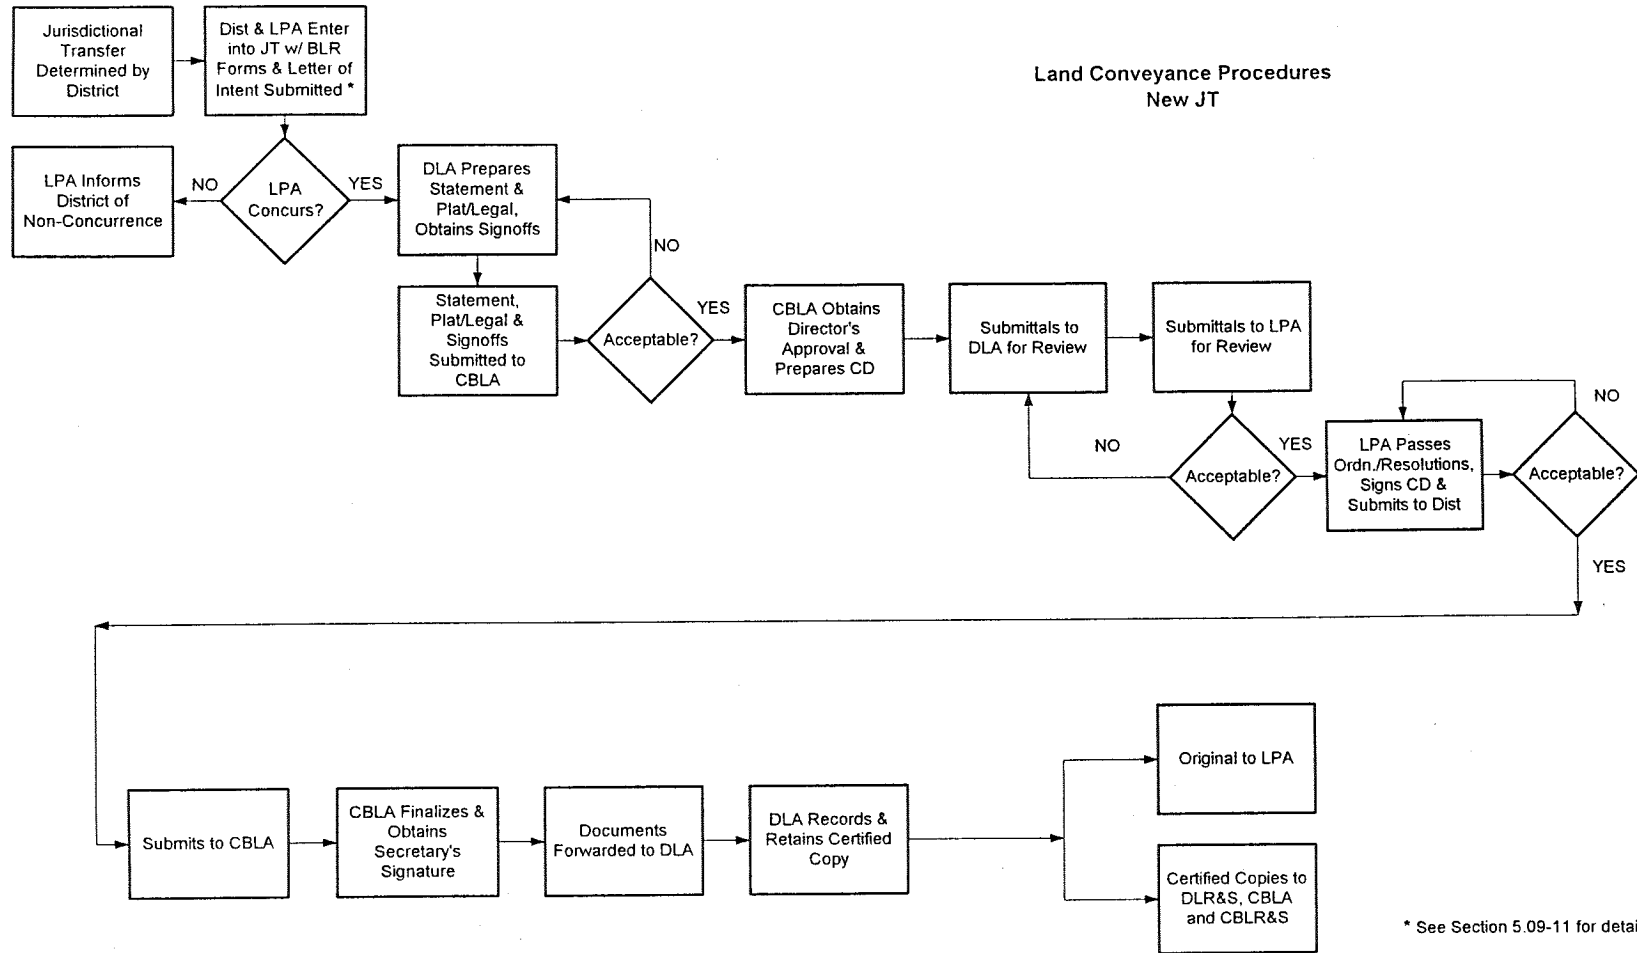 Jurisdictional
Transfer
Determined by
District
Dist & LPA Enter
into JT w/ BLR
Forms & Letter of
Intent Submitted *
Land Conveyance Procedures
New JT
LPA Informs
District of
Non-Concurrence
NO
LPA
Concurs?
YES
DLA Prepares
Statement &
Plat/Legal,
Obtains Signoffs
NO
Statement,
Plat/Legal &
Signoffs
Submitted to
CBLA
Acceptable?
YES
CBLA Obtains
Director's
Approval &
Prepares CD
Submittals to
DLA for Review
Submittals to LPA
for Review
NO
Acceptable?
YES
LPA Passes
Ordn./Resolutions,
Signs CD &
Submits to Dist
NO
Acceptable?
YES
Submits to CBLA
CBLA Finalizes &
Obtains
Secretary's
Signature
Documents
Forwarded to DLA
DLA Records &
Retains Certified
Copy
Original to LPA
Certified Copies to
DLR&S, CBLA
and CBLR&S
* See Section 5.09-11 for detai